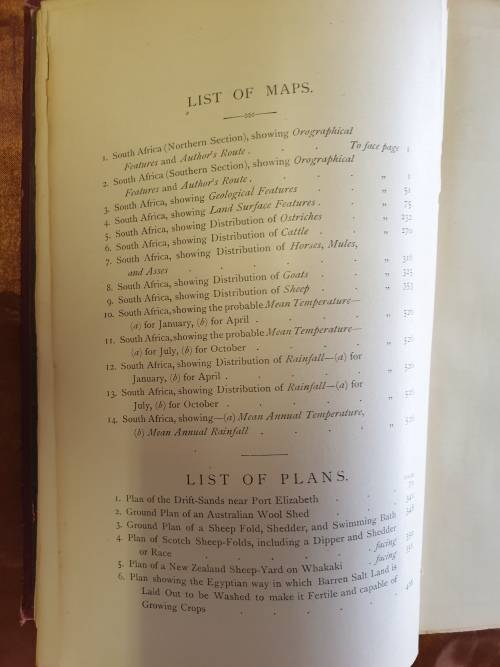 LIST OF MAPS.
1. South Africa (Northern Section), showing Orographical
Features and Author's Route . . . To face page 1
2. South Africa (Southern Section), showing Orographical
Features and Author's Route . . . . „ 1
3. South Africa, showing Geological Features . . „ 51
4. South Africa, showing Land Surface Features . . „ 75
5. South Africa, showing Distribution of Ostriches . „ 232
6. South Africa, showing Distribution of Cattle . . „ 270
7. South Africa, showing Distribution of Horses, Mules,
and Asses . . . . . . „ 316
8. South Africa, showing Distribution of Goats . . „ 325
9. South Africa, showing Distribution of Sheep . . „ 353
10. South Africa, showing the probable Mean Temperature—
(a) for January, (b) for April . . . . „ 526
11. South Africa, showing the probable Mean Temperature—
(a) for July, (b) for October . . . . „ 526
12. South Africa, showing Distribution of Rainfall—(a) for
January, (b) for April . . . . . „ 526
13. South Africa, showing Distribution of Rainfall—(a) for
July, (b) for October . . . . . „ 526
14. South Africa, showing—(a) Mean Annual Temperature,
(b) Mean Annual Rainfall . . . . „ 526
LIST OF PLANS.
1. Plan of the Drift-Sands near Port Elizabeth . . .
2. Ground Plan of an Australian Wool Shed . . .
3. Ground Plan of a Sheep Fold, Shedder, and Swimming Bath
4. Plan of Scotch Sheep-Folds, including a Dipper and Shedder
or Race . . . . . . facing
5. Plan of a New Zealand Sheep-Yard on Whakaki . facing
6. Plan showing the Egyptian way in which Barren Salt Land is
Laid Out to be Washed to make it Fertile and capable of
Growing Crops . . . . . .